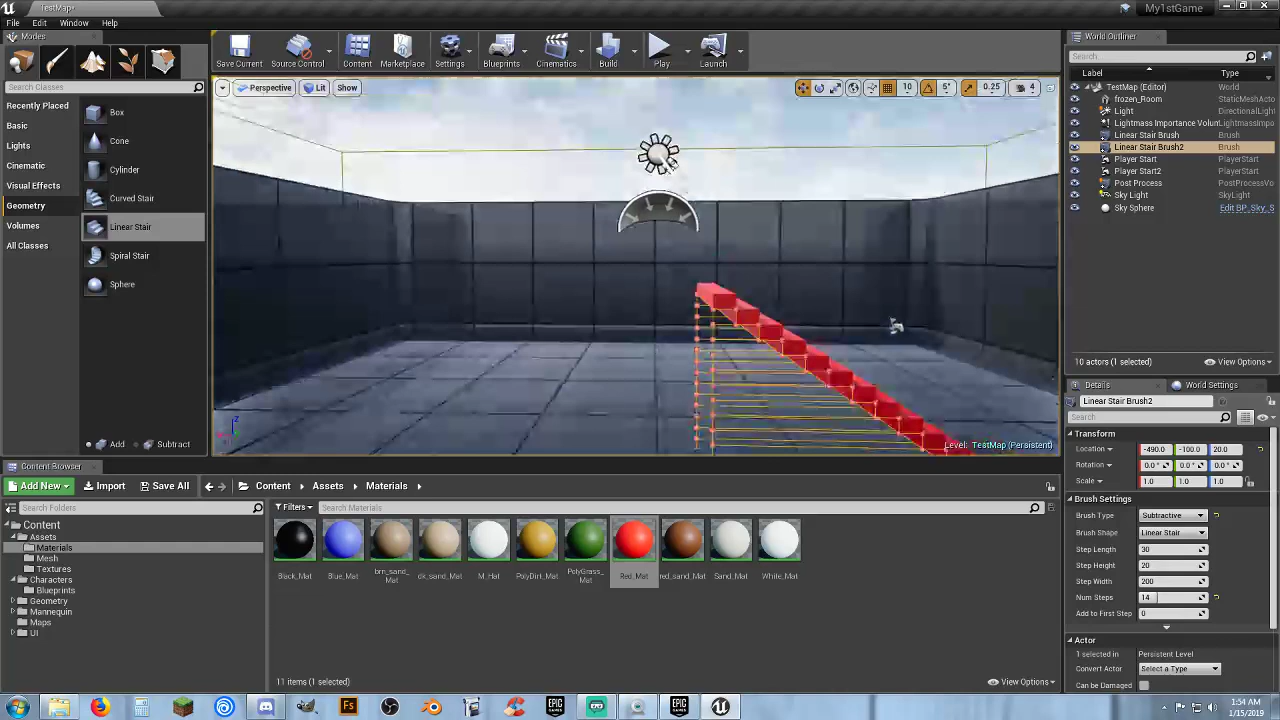 TestMap*
My1stGame
File Edit Window Help
Modes
World Outliner
Search Classes
Save Current
Source Control
Content
Marketplace
Settings
Blueprints
Cinematics
Build
Play
Launch
Search
Label Type
Recently Placed
Basic
Lights
Cinematic
Visual Effects
Geometry
Volumes
All Classes
Box
Cone
Cylinder
Curved Stair
Linear Stair
Spiral Stair
Sphere
Add Subtract
Perspective Lit Show
10 5° 0.25 4
TestMap (Editor) World
frozen_Room StaticMeshActo
Light DirectionalLight
Lightmass Importance Volum
Linear Stair Brush Brush
Linear Stair Brush2 Brush
Player Start PlayerStart
Player Start2 PlayerStart
Post Process PostProcessVo
Sky Light SkyLight
Sky Sphere Edit BP_Sky_S
10 actors (1 selected) View Options
Level: TestMap (Persistent)
Details World Settings
Linear Stair Brush2
Search
Transform
Location -490.0 -100.0 20.0
Rotation 0.0° 0.0° 0.0°
Scale 1.0 1.0 1.0
Brush Settings
Brush Type Subtractive
Brush Shape Linear Stair
Step Length 30
Step Height 20
Step Width 200
Num Steps 14
Add to First Step 0
Actor
1 selected in Persistent Level
Convert Actor Select a Type
Can be Damaged
Content Browser
Add New Import Save All Content Assets Materials
Search Folders
Filters Search Materials
Content
Assets
Materials
Mesh
Textures
Characters
Blueprints
Geometry
Mannequin
Maps
UI
Black_Mat
Blue_Mat
brn_sand_
Mat
dk_sand_Mat
M_Hat
PolyDirt_Mat
PolyGrass_
Mat
Red_Mat
red_sand_Mat
Sand_Mat
White_Mat
11 items (1 selected) View Options
1:54 AM
1/15/2019